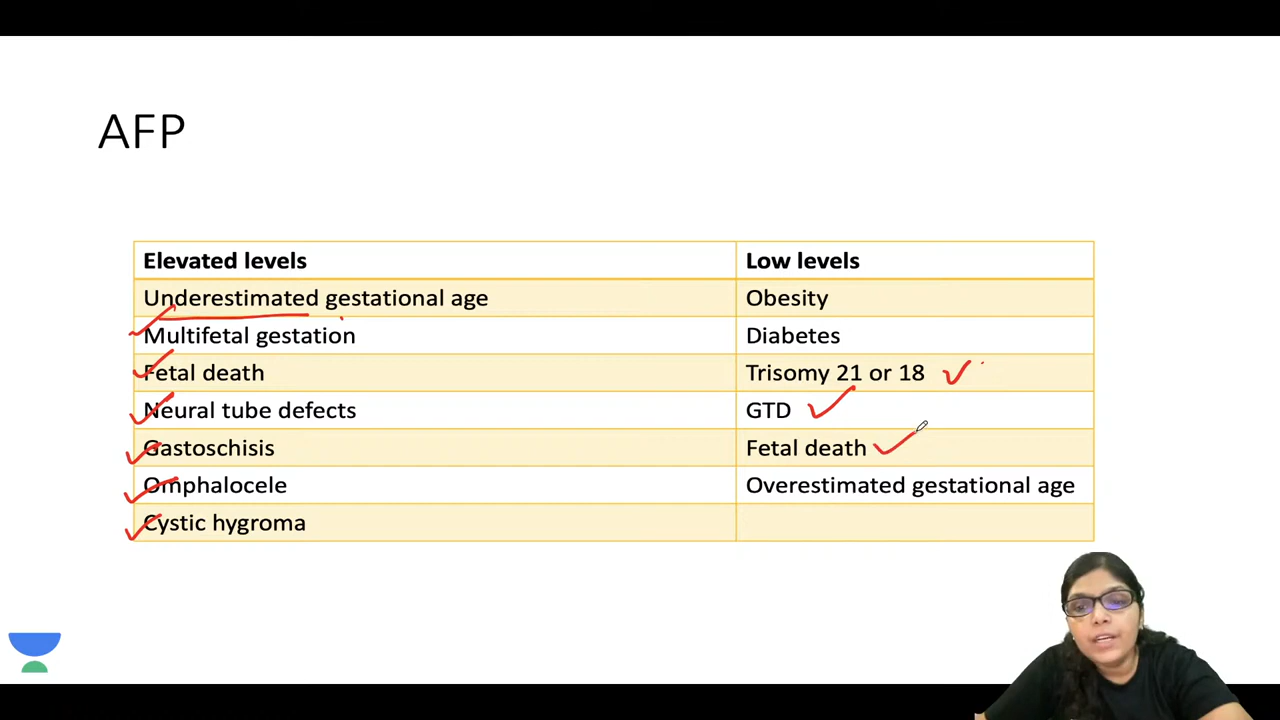 AFP
Elevated levels
Low levels
Underestimated gestational age
Obesity
Multifetal gestation
Diabetes
Fetal death
Trisomy 21 or 18
Neural tube defects
GTD
Gastoschisis
Fetal death
Omphalocele
Overestimated gestational age
Cystic hygroma